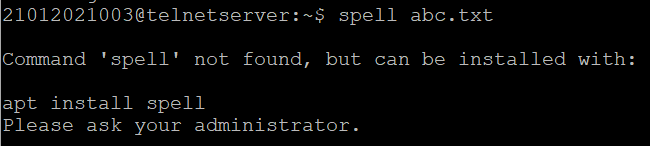 21012021003@telnetserver:~$ spell abc.txt
Command 'spell' not found, but can be installed with:
apt install spell
Please ask your administrator.